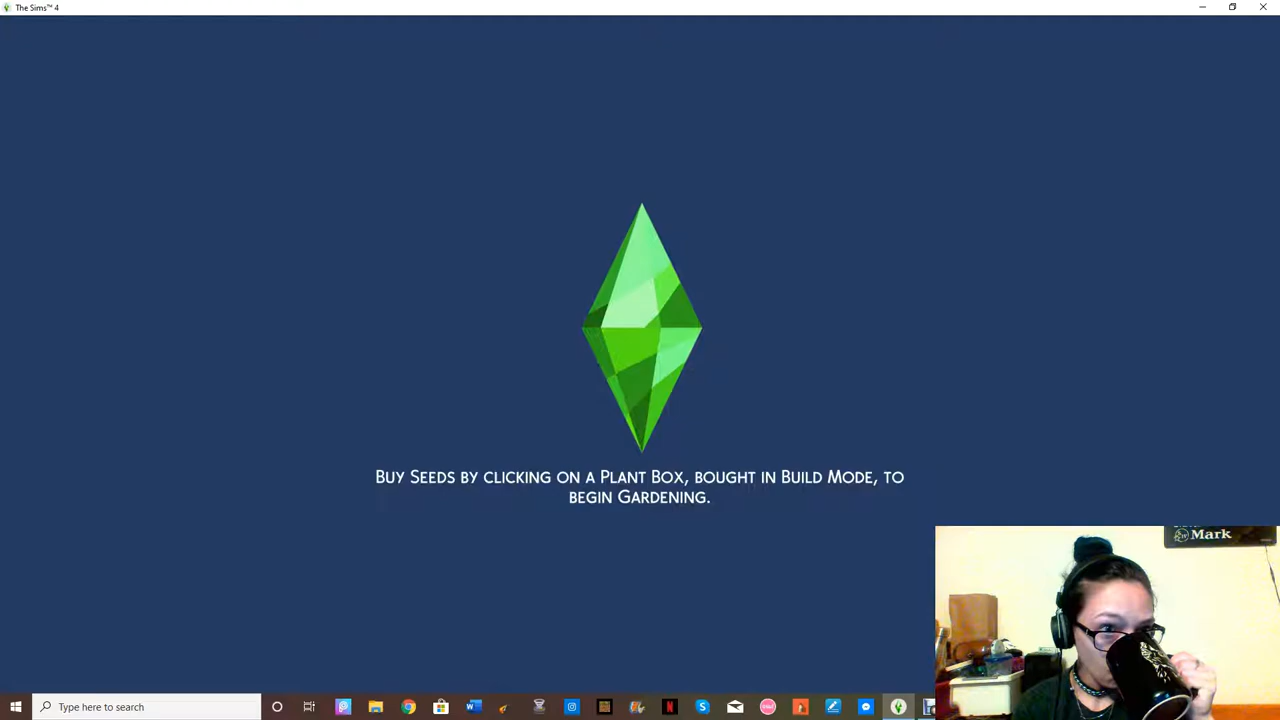 The Sims™ 4
BUY SEEDS BY CLICKING ON A PLANT BOX, BOUGHT IN BUILD MODE, TO
BEGIN GARDENING.
Mark
Type here to search